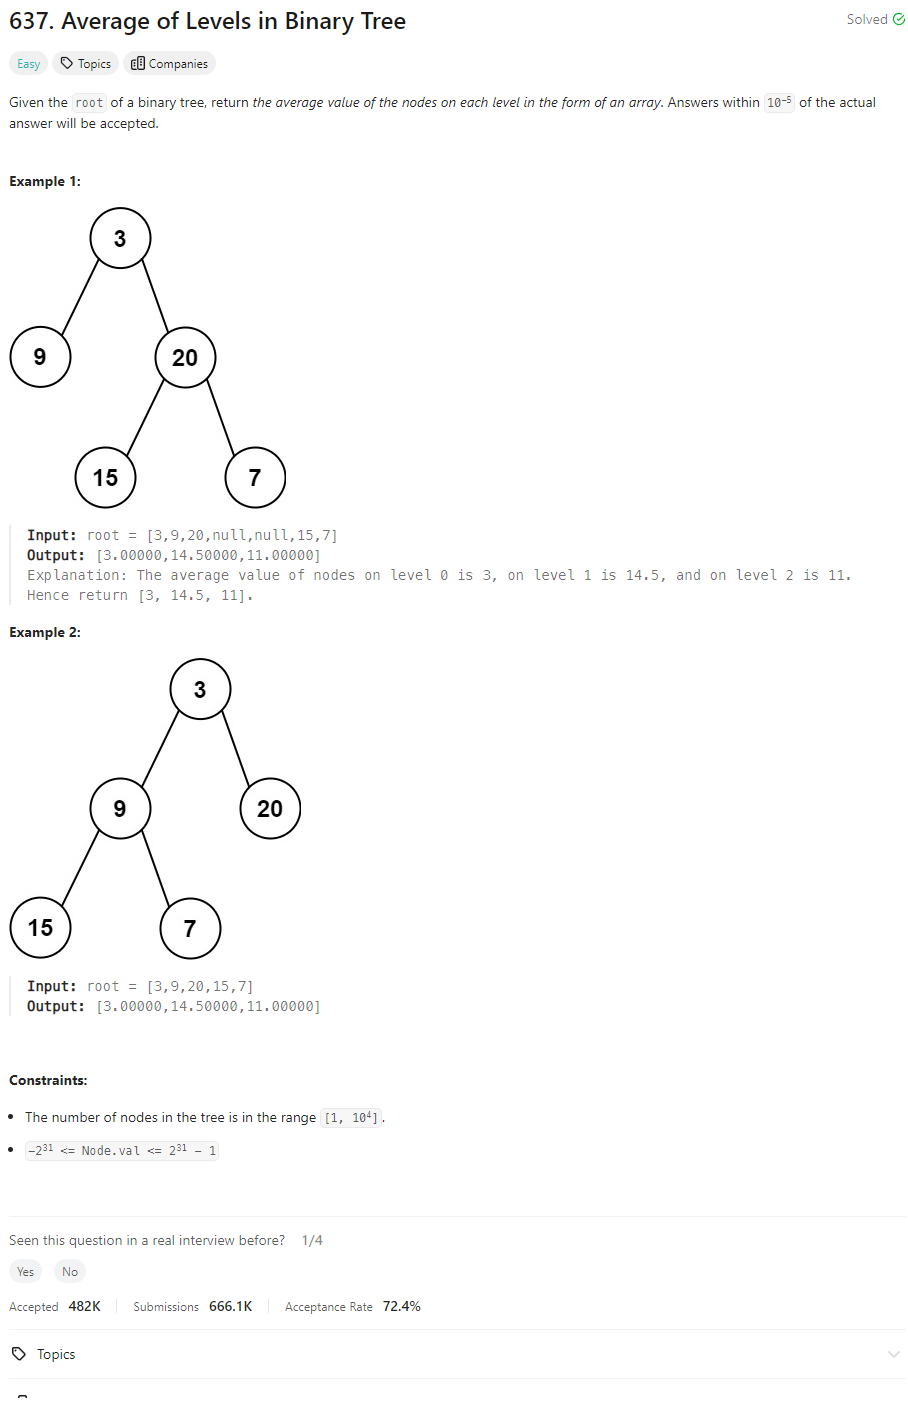 637. Average of Levels in Binary Tree
Solved
Easy Topics Companies
Given the root of a binary tree, return the average value of the nodes on each level in the form of an array. Answers within 10⁻⁵ of the actual
answer will be accepted.
Example 1:
3
9 20
15 7
Input: root = [3,9,20,null,null,15,7]
Output: [3.00000,14.50000,11.00000]
Explanation: The average value of nodes on level 0 is 3, on level 1 is 14.5, and on level 2 is 11.
Hence return [3, 14.5, 11].
Example 2:
3
9 20
15 7
Input: root = [3,9,20,15,7]
Output: [3.00000,14.50000,11.00000]
Constraints:
• The number of nodes in the tree is in the range [1, 10⁴].
• -2³¹ <= Node.val <= 2³¹ - 1
Seen this question in a real interview before? 1/4
Yes No
Accepted 482K Submissions 666.1K Acceptance Rate 72.4%
Topics